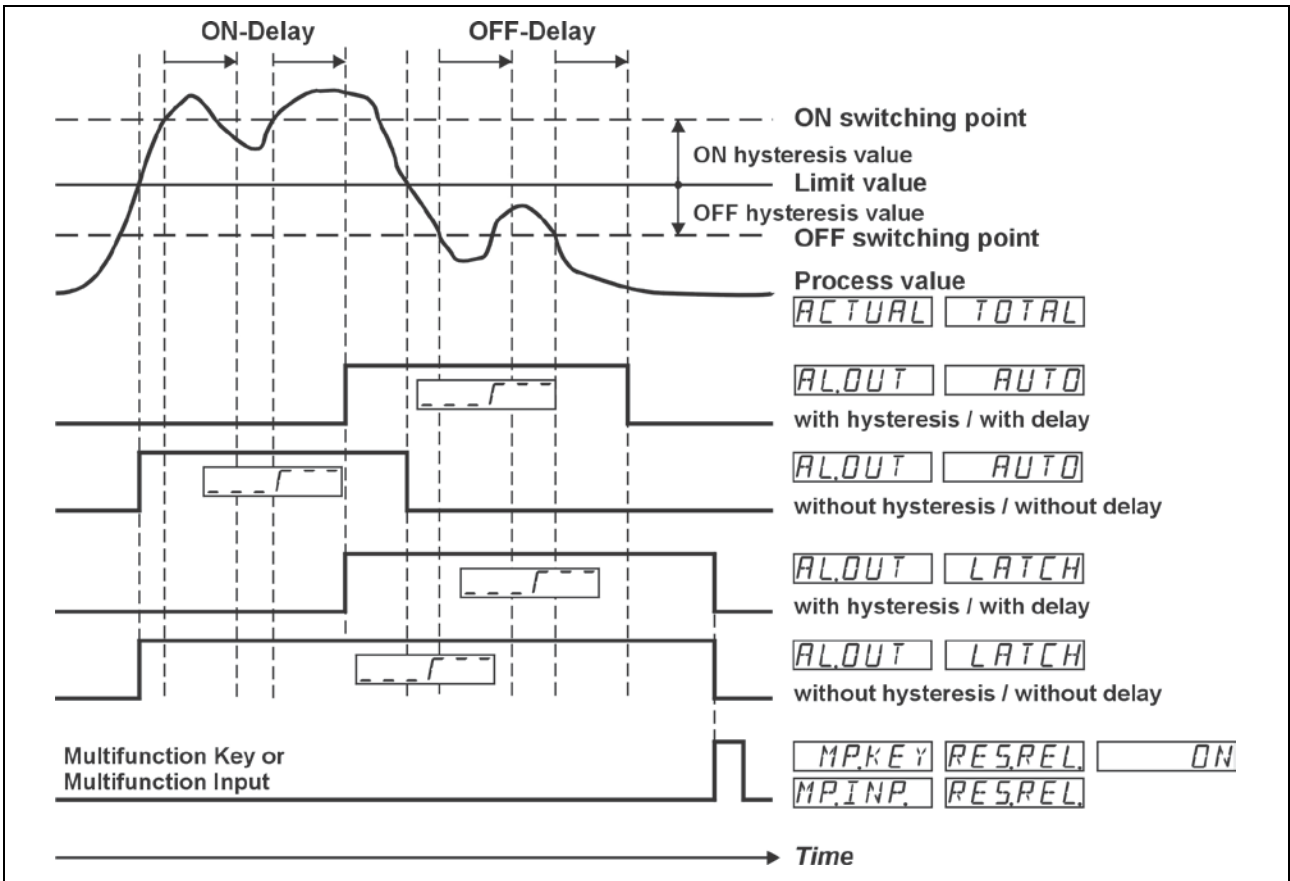 ON-Delay OFF-Delay
ON switching point
ON hysteresis value
Limit value
OFF hysteresis value
OFF switching point
Process value
ACTUAL TOTAL
AL.OUT AUTO
with hysteresis / with delay
AL.OUT AUTO
without hysteresis / without delay
AL.OUT LATCH
with hysteresis / with delay
AL.OUT LATCH
without hysteresis / without delay
Multifunction Key or
Multifunction Input
MP.KEY RES.REL. ON
MP.INP. RES.REL.
Time